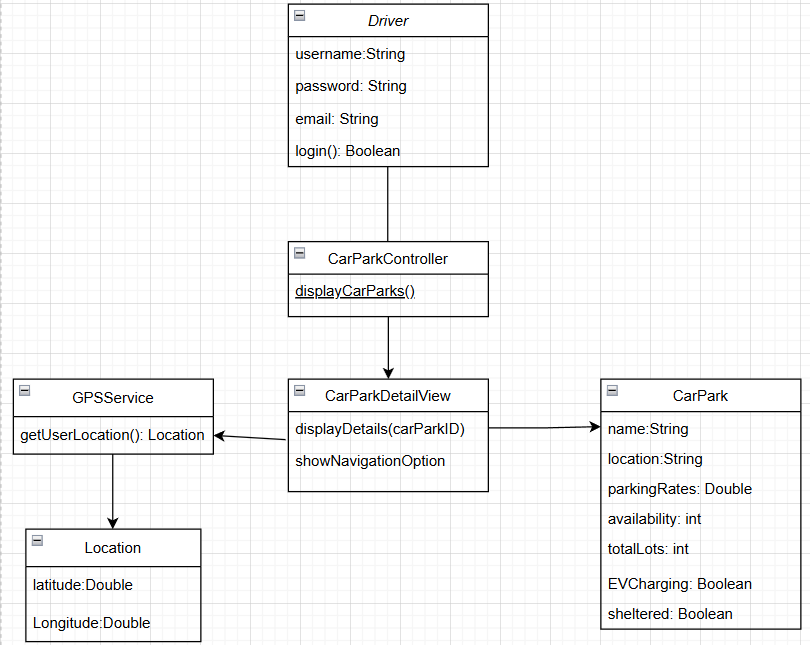 Driver
username:String
password: String
email: String
login(): Boolean
CarParkController
displayCarParks()
GPSService
getUserLocation(): Location
CarParkDetailView
displayDetails(carParkID)
showNavigationOption
CarPark
name:String
location:String
parkingRates: Double
availability: int
totalLots: int
EVCharging: Boolean
sheltered: Boolean
Location
latitude:Double
Longitude:Double